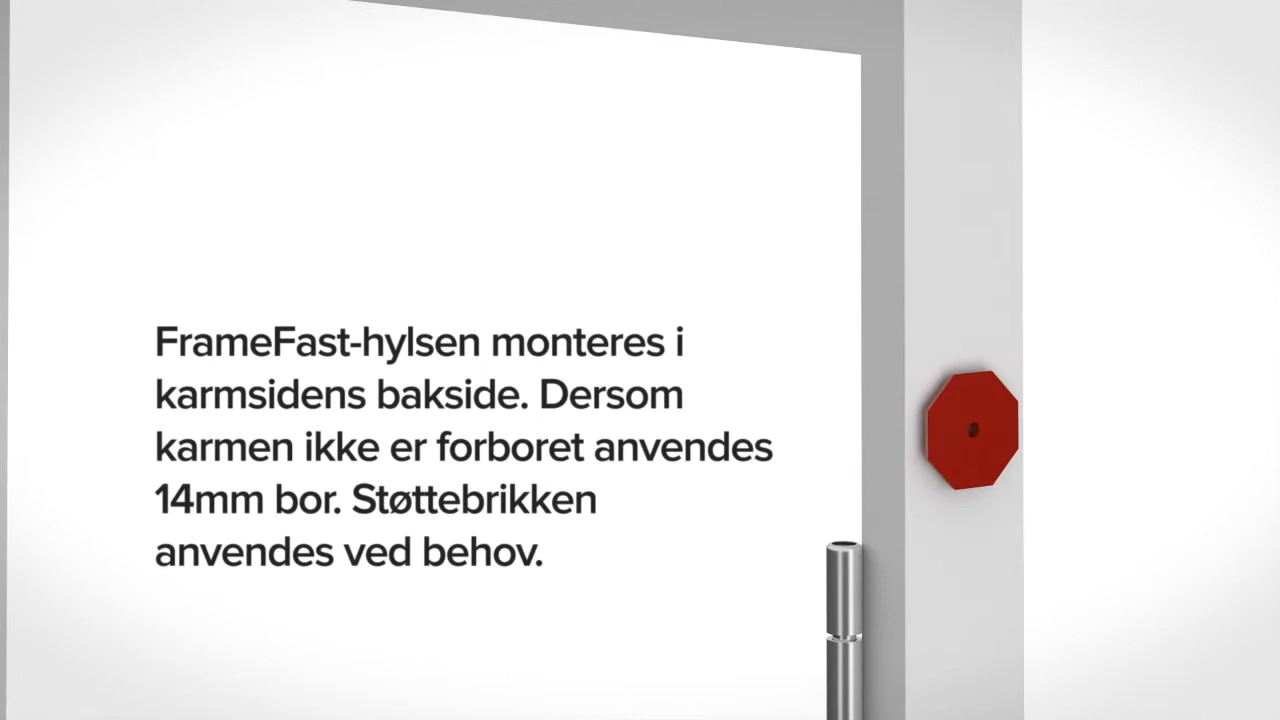 FrameFast-hylsen monteres i
karmsidens bakside. Dersom
karmen ikke er forboret anvendes
14mm bor. Støttebrikken
anvendes ved behov.